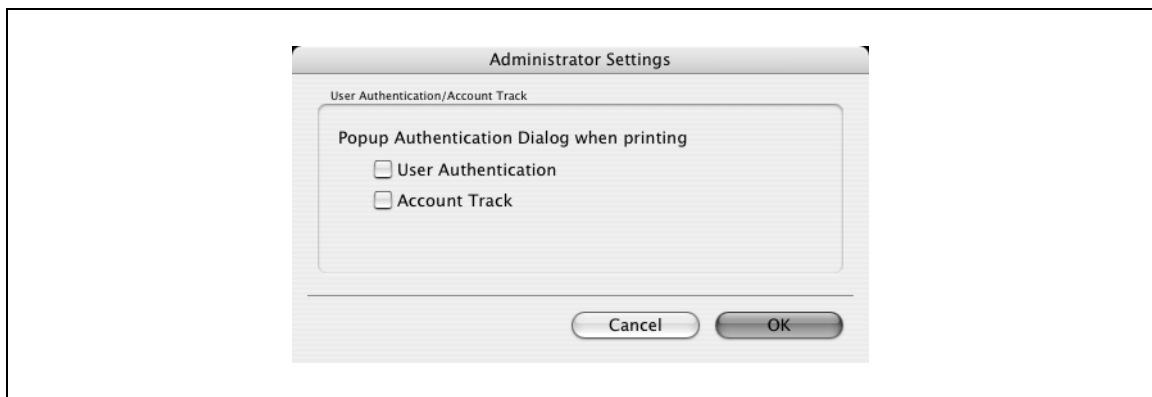 Administrator Settings
User Authentication/Account Track
Popup Authentication Dialog when printing
User Authentication
Account Track
Cancel
OK